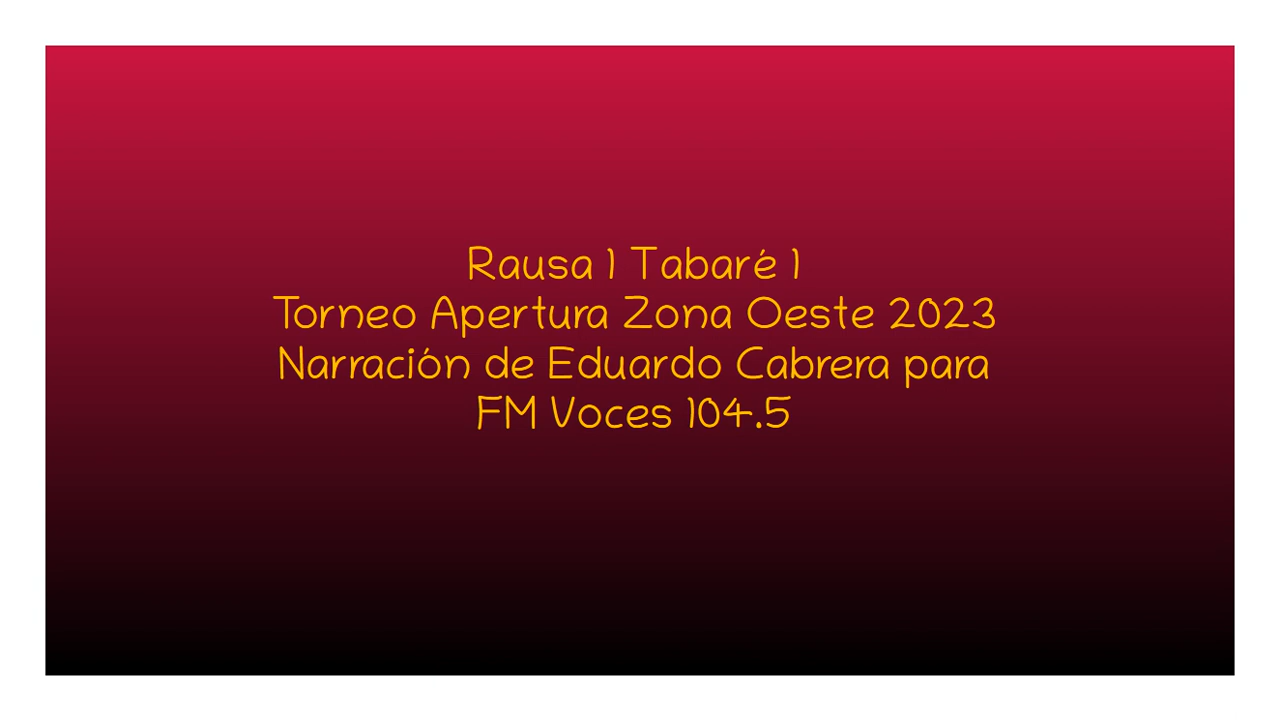 Rausa 1 Tabaré 1
Torneo Apertura Zona Oeste 2023
Narración de Eduardo Cabrera para
FM Voces 104.5